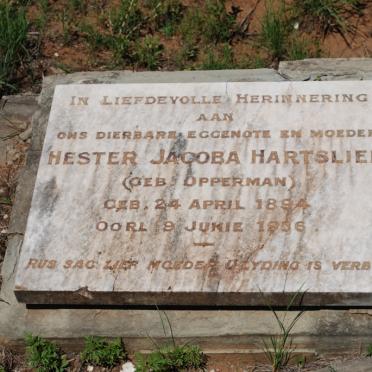 IN LIEFDEVOLLE HERINNERING
AAN
ONS DIERBARE EGGENOTE EN MOEDER
HESTER JACOBA HARTSLIEF
(GEB. OPPERMAN)
GEB. 24 APRIL 1894
OORL 9 JUNIE 1956
RUS SAG LIEF MOEDER U LYDING IS VERB